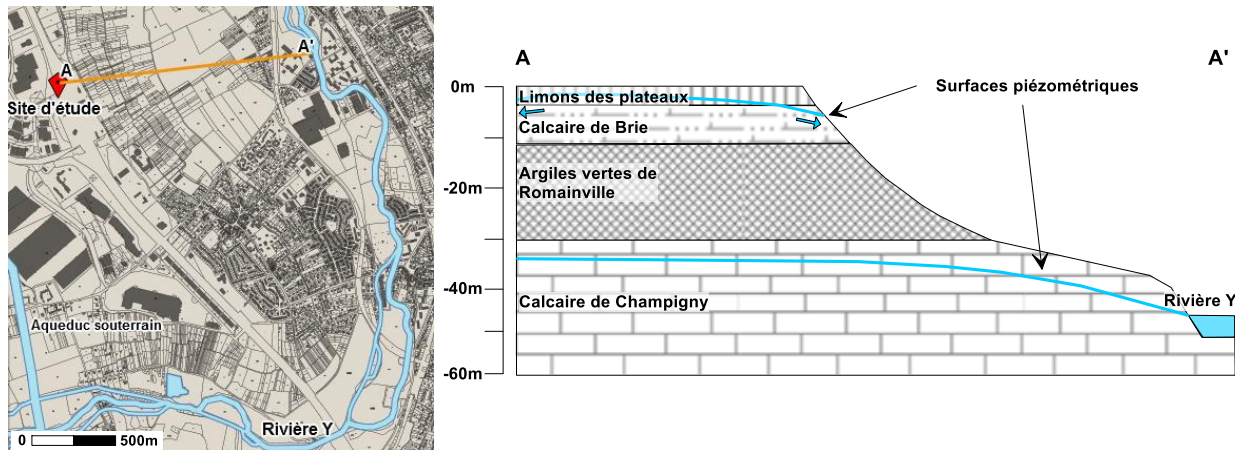 A
A'
Site d'étude
Aqueduc souterrain
Rivière Y
0
500m
A
A'
0m
Surfaces piézométriques
Limons des plateaux
Calcaire de Brie
Argiles vertes de
Romainville
-20m
-40m
Calcaire de Champigny
Rivière Y
-60m